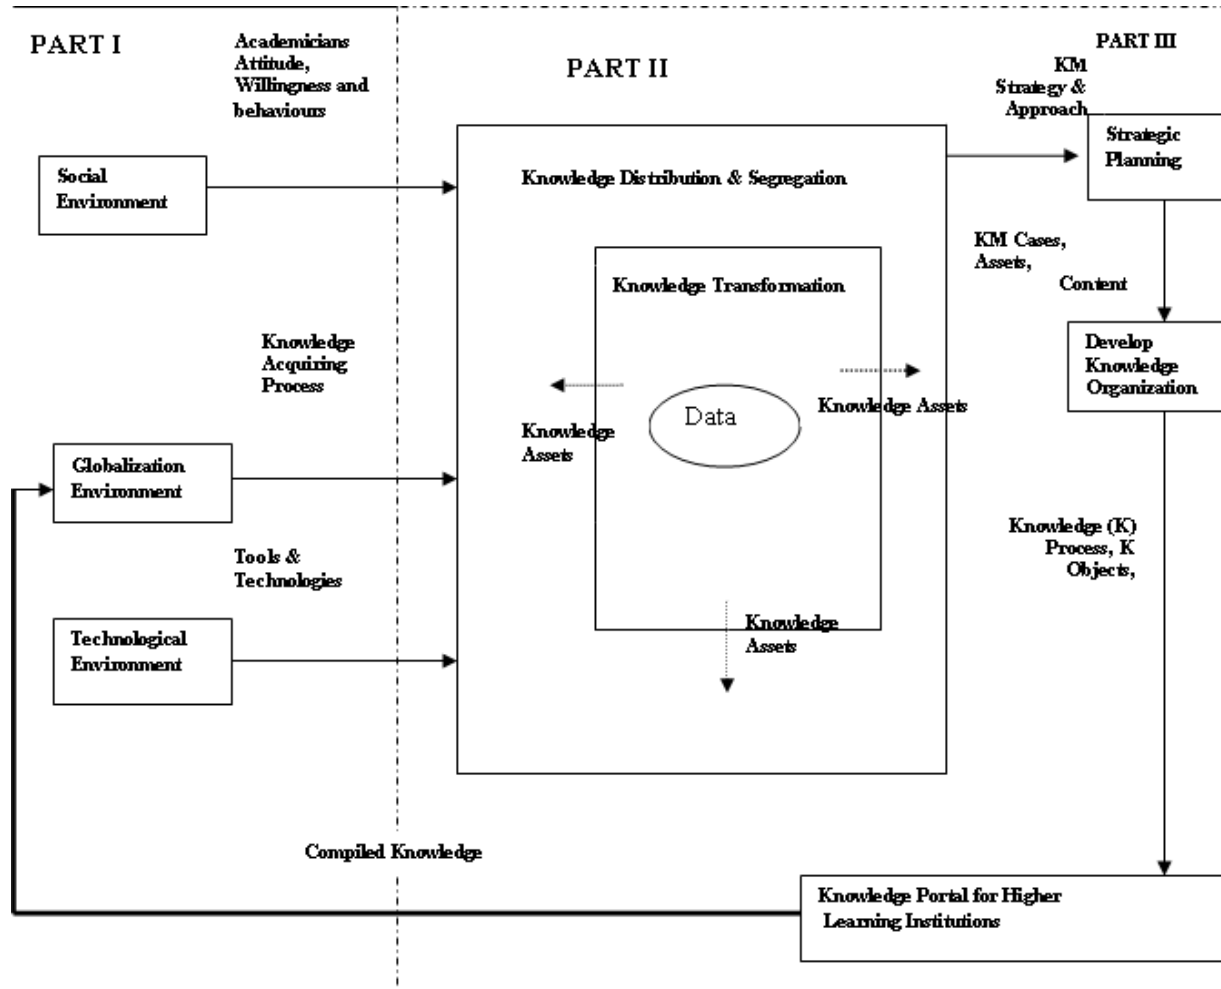 PART I
Academicians
Attitude,
Willingness and
behaviours
PART II
PART III
KM
Strategy &
Approach
Strategic
Planning
Social
Environment
Knowledge Distribution & Segregation
KM Cases,
Assets,
Content
Knowledge Transformation
Knowledge
Acquiring
Process
Develop
Knowledge
Organization
Data
Knowledge Assets
Knowledge
Assets
Globalization
Environment
Knowledge (K)
Process, K
Objects,
Tools &
Technologies
Technological
Environment
Knowledge
Assets
Compiled Knowledge
Knowledge Portal for Higher
Learning Institutions